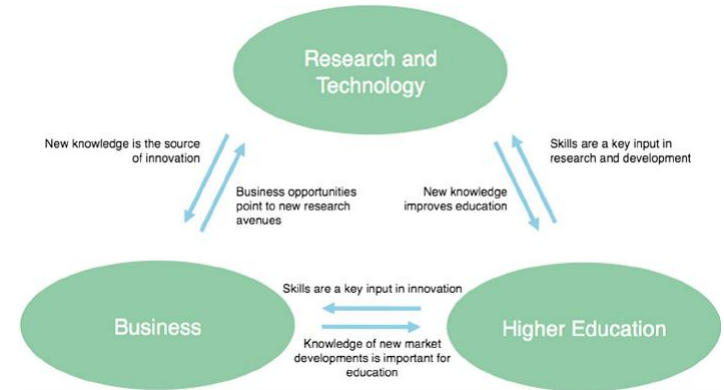 Research and
Technology
New knowledge is the source
of innovation
Skills are a key input in
research and development
Business opportunities
point to new research
avenues
New knowledge
improves education
Skills are a key input in innovation
Business
Higher Education
Knowledge of new market
developments is important for
education